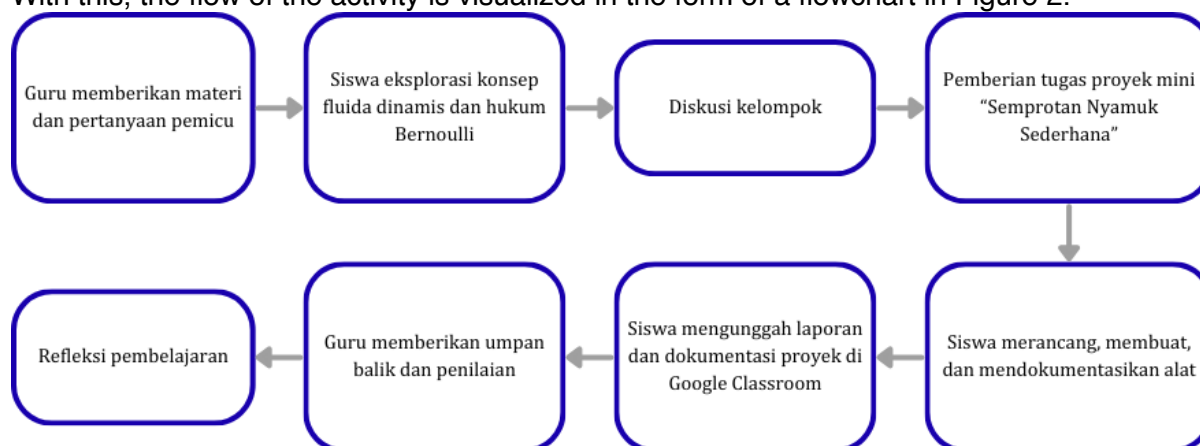 With this, the flow of the activity is visualized in the form of a flowchart in Figure 2.
Guru memberikan materi
dan pertanyaan pemicu
Siswa eksplorasi konsep
fluida dinamis dan hukum
Bernoulli
Diskusi kelompok
Pemberian tugas proyek mini
“Semprotan Nyamuk
Sederhana”
Siswa merancang, membuat,
dan mendokumentasikan alat
Siswa mengunggah laporan
dan dokumentasi proyek di
Google Classroom
Guru memberikan umpan
balik dan penilaian
Refleksi pembelajaran